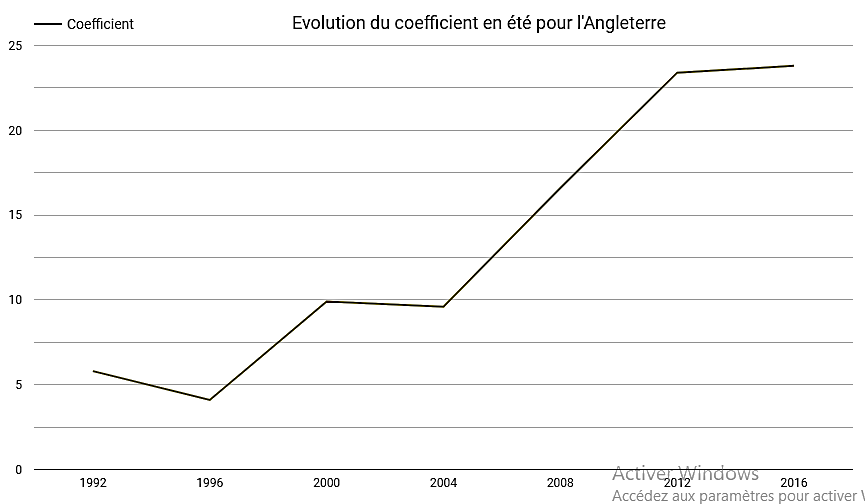 Coefficient
Evolution du coefficient en été pour l'Angleterre
25
20
15
10
5
0
1992 1996 2000 2004 2008 2012 2016
Activer Windows
Accédez aux paramètres pour activer